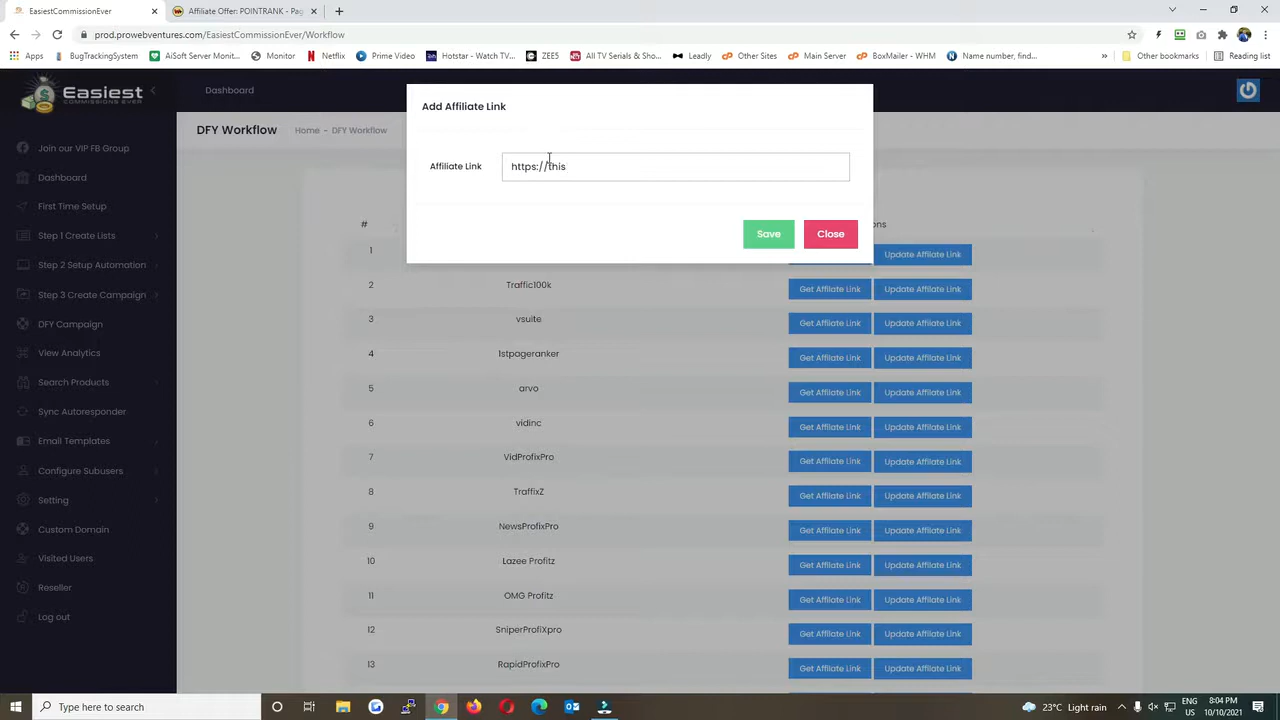 EasiestCommissionEver
Affiliate Offer: POINTRANK - Pag
prod.prowebventures.com/EasiestCommissionEver/Workflow
Apps
BugTrackingSystem
AiSoft Server Monitor
Monitor
Netflix
Prime Video
Hotstar - Watch TV...
ZEE5
All TV Serials & Sho...
Leadly
Other Sites
Main Server
BoxMailer - WHM
Name number, find...
Other bookmarks
Reading list
Easiest
COMMISSIONS EVER
Dashboard
DFY Workflow
Home - DFY Workflow
Join our VIP FB Group
Dashboard
First Time Setup
Step 1 Create Lists
Step 2 Setup Automation
Step 3 Create Campaign
DFY Campaign
View Analytics
Search Products
Sync Autoresponder
Email Templates
Configure Subusers
Setting
Custom Domain
Visited Users
Reseller
Log out
Add Affiliate Link
Affiliate Link
https://this
Save
Close
#
ons
1 Update Affiliate Link
2 Traffic100k Get Affiliate Link Update Affiliate Link
3 vsuite Get Affiliate Link Update Affiliate Link
4 1stpageranker Get Affiliate Link Update Affiliate Link
5 arvo Get Affiliate Link Update Affiliate Link
6 vidinc Get Affiliate Link Update Affiliate Link
7 VidProfixPro Get Affiliate Link Update Affiliate Link
8 TraffixZ Get Affiliate Link Update Affiliate Link
9 NewsProfixPro Get Affiliate Link Update Affiliate Link
10 Lazee Profitz Get Affiliate Link Update Affiliate Link
11 OMG Profitz Get Affiliate Link Update Affiliate Link
12 SniperProfiXpro Get Affiliate Link Update Affiliate Link
13 RapidProfixPro Get Affiliate Link Update Affiliate Link
Type here to search
23°C Light rain
ENG
US
8:04 PM
10/10/2021